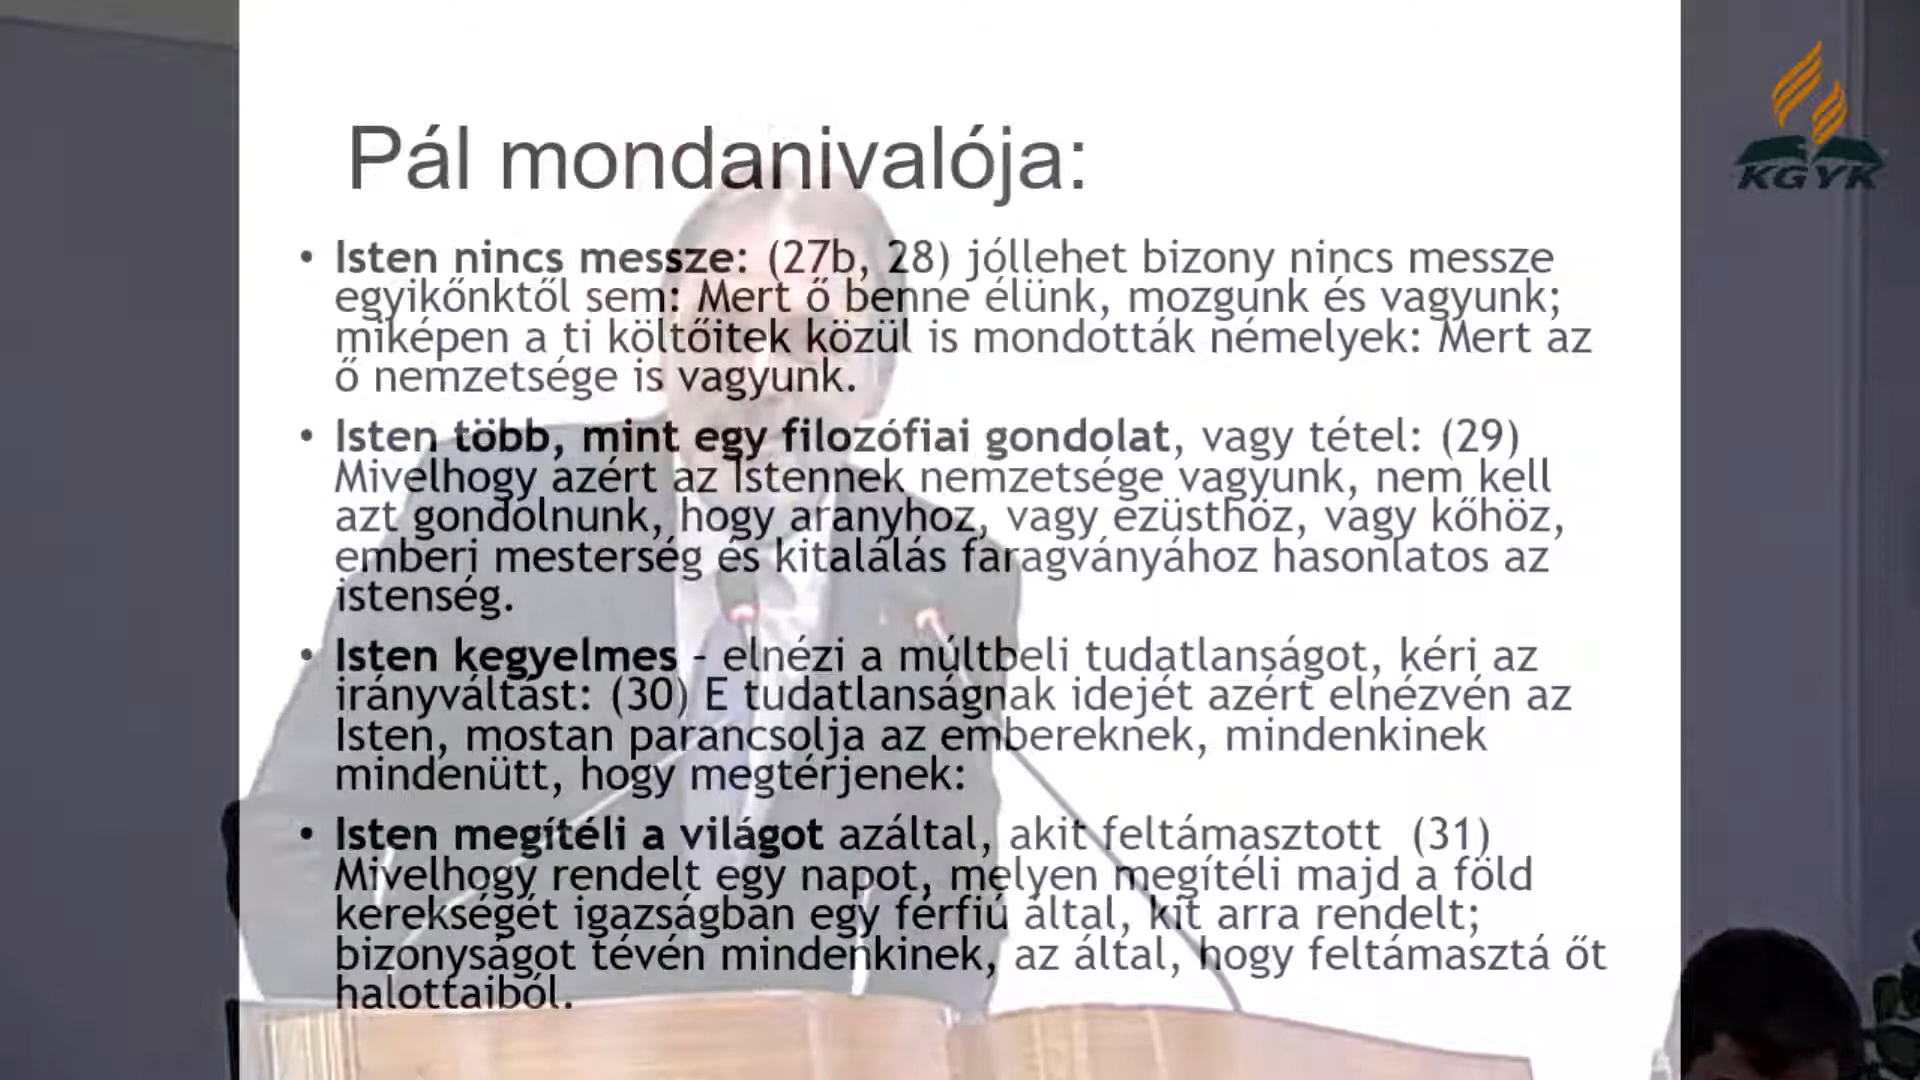 Pál mondanivalója:
• Isten nincs messze: (27b, 28) jóllehet bizony nincs messze
egyikőnktől sem: Mert ő benne élünk, mozgunk és vagyunk;
miképen a ti költőitek közül is mondották némelyek: Mert az
ő nemzetsége is vagyunk.
• Isten több, mint egy filozófiai gondolat, vagy tétel: (29)
Mivelhogy azért az Istennek nemzetsége vagyunk, nem kell
azt gondolnunk, hogy aranyhoz, vagy ezüsthöz, vagy kőhöz,
emberi mesterség és kitalálás faragványához hasonlatos az
istenség.
• Isten kegyelmes - elnézi a múltbeli tudatlanságot, kéri az
irányváltást: (30) E tudatlanságnak idejét azért elnézvén az
Isten, mostan parancsolja az embereknek, mindenkinek
mindenütt, hogy megtérjenek:
• Isten megítéli a világot azáltal, akit feltámasztott (31)
Mivelhogy rendelt egy napot, melyen megítéli majd a föld
kerekségét igazságban egy férfiú által, kit arra rendelt;
bizonyságot tévén mindenkinek, az által, hogy feltámasztá őt
halottaiból.
KGYK